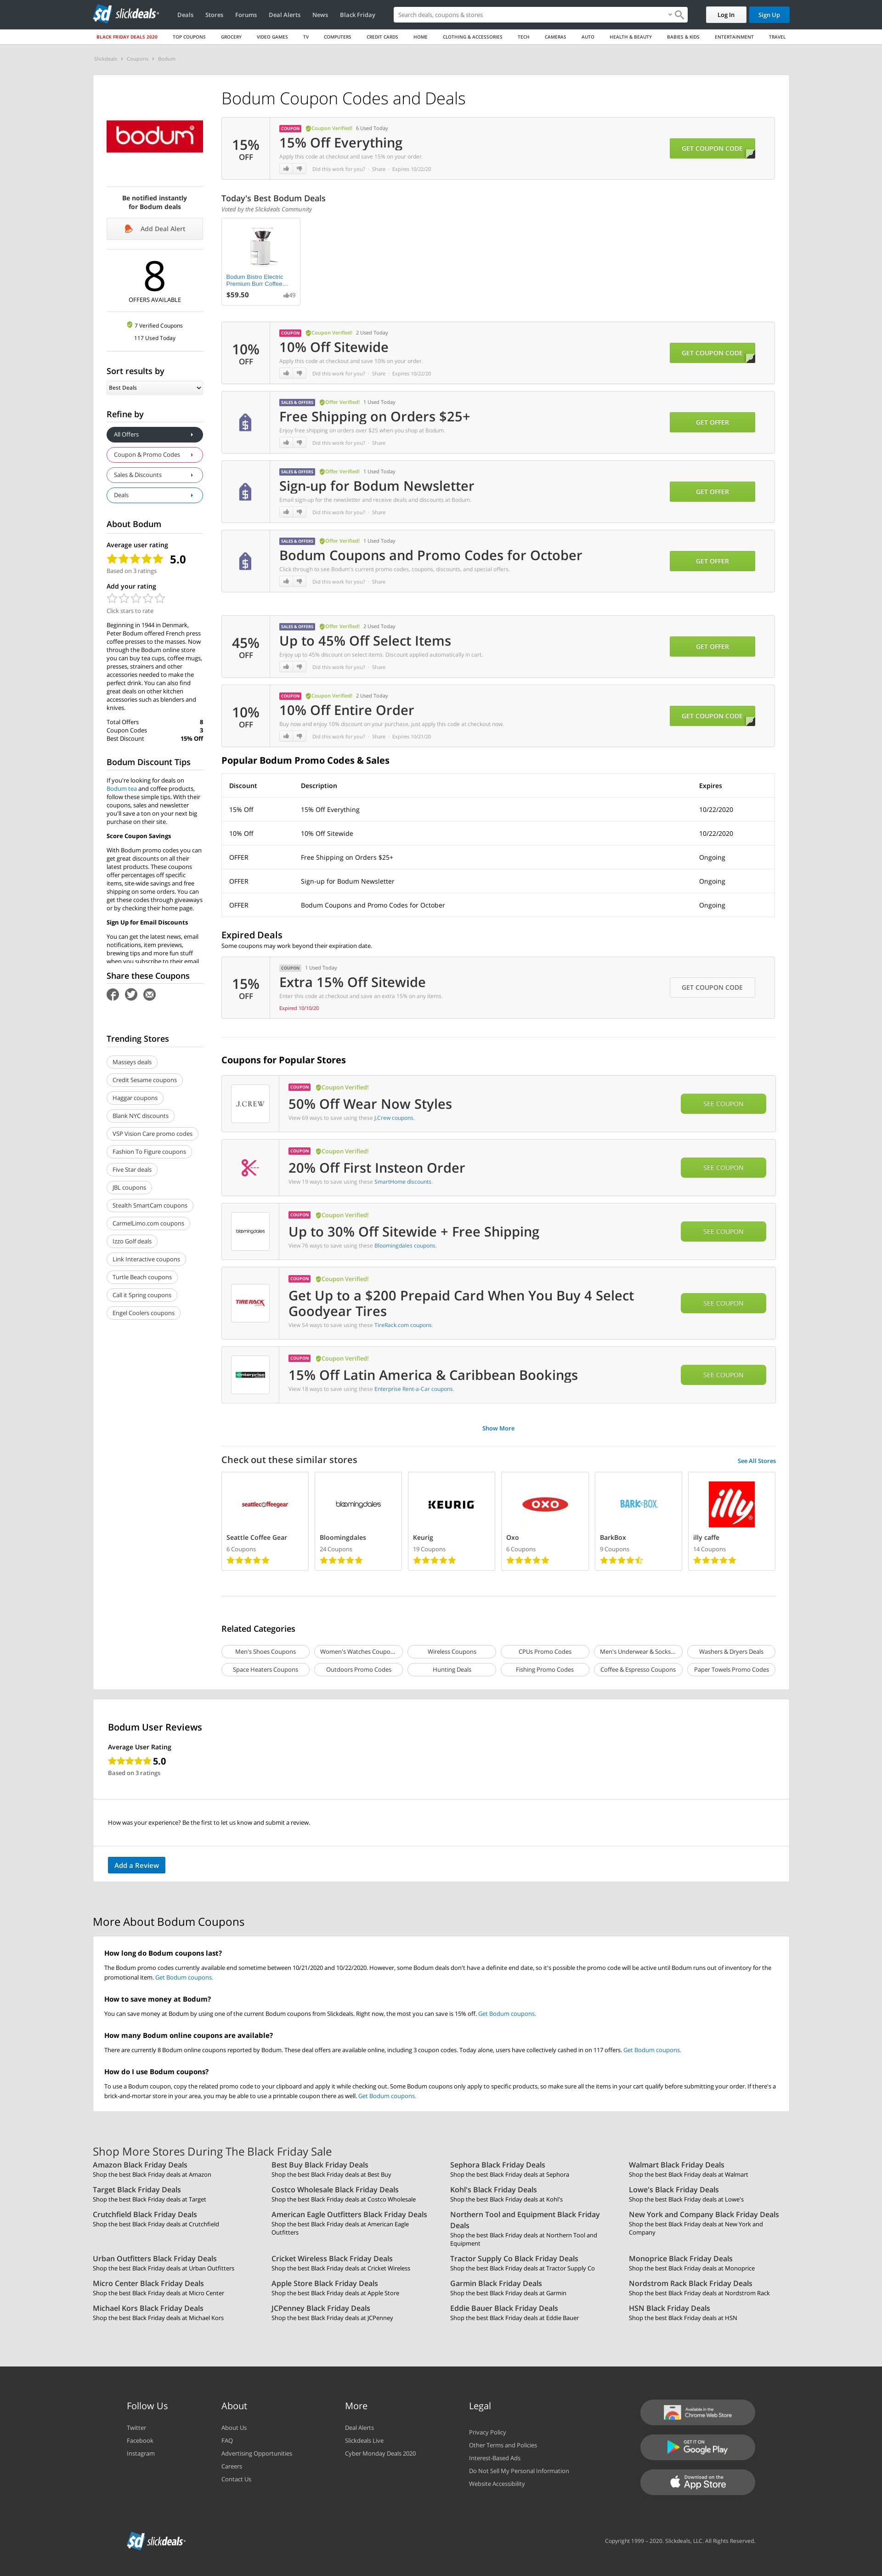 sd slickdeals
Deals
Stores
Forums
Deal Alerts
News
Black Friday
Search deals, coupons & stores
Log In
Sign Up
BLACK FRIDAY DEALS 2020
TOP COUPONS
GROCERY
VIDEO GAMES
TV
COMPUTERS
CREDIT CARDS
HOME
CLOTHING & ACCESSORIES
TECH
CAMERAS
AUTO
HEALTH & BEAUTY
BABIES & KIDS
ENTERTAINMENT
TRAVEL
Slickdeals › Coupons › Bodum
bodum
Be notified instantly
for Bodum deals
Add Deal Alert
8
OFFERS AVAILABLE
7 Verified Coupons
117 Used Today
Sort results by
Best Deals
Refine by
All Offers
Coupon & Promo Codes
Sales & Discounts
Deals
About Bodum
Average user rating
5.0
Based on 3 ratings
Add your rating
Click stars to rate
Beginning in 1944 in Denmark,
Peter Bodum offered French press
coffee presses to the masses. Now
through the Bodum online store
you can buy tea cups, coffee mugs,
presses, strainers and other
accessories needed to make the
perfect drink. You can also find
great deals on other kitchen
accessories such as blenders and
knives.
Total Offers 8
Coupon Codes 3
Best Discount 15% Off
Bodum Discount Tips
If you're looking for deals on
Bodum tea and coffee products,
follow these simple tips. With their
coupons, sales and newsletter
you'll save a ton on your next big
purchase on their site.
Score Coupon Savings
With Bodum promo codes you can
get great discounts on all their
latest products. These coupons
offer percentages off specific
items, site-wide savings and free
shipping on some orders. You can
get these codes through giveaways
or by checking their home page.
Sign Up for Email Discounts
You can get the latest news, email
notifications, item previews,
brewing tips and more fun stuff
when you subscribe to their email
Share these Coupons
Trending Stores
Masseys deals
Credit Sesame coupons
Haggar coupons
Blank NYC discounts
VSP Vision Care promo codes
Fashion To Figure coupons
Five Star deals
JBL coupons
Stealth SmartCam coupons
CarmelLimo.com coupons
Izzo Golf deals
Link Interactive coupons
Turtle Beach coupons
Call it Spring coupons
Engel Coolers coupons
Bodum Coupon Codes and Deals
15%
OFF
COUPON Coupon Verified! 6 Used Today
15% Off Everything
Apply this code at checkout and save 15% on your order.
Did this work for you? · Share · Expires 10/22/20
GET COUPON CODE
Today's Best Bodum Deals
Voted by the Slickdeals Community
Bodum Bistro Electric
Premium Burr Coffee...
$59.50 49
10%
OFF
COUPON Coupon Verified! 2 Used Today
10% Off Sitewide
Apply this code at checkout and save 10% on your order.
Did this work for you? · Share · Expires 10/22/20
GET COUPON CODE
SALES & OFFERS Offer Verified! 1 Used Today
Free Shipping on Orders $25+
Enjoy free shipping on orders over $25 when you shop at Bodum.
Did this work for you? · Share
GET OFFER
SALES & OFFERS Offer Verified! 1 Used Today
Sign-up for Bodum Newsletter
Email sign-up for the newsletter and receive deals and discounts at Bodum.
Did this work for you? · Share
GET OFFER
SALES & OFFERS Offer Verified! 1 Used Today
Bodum Coupons and Promo Codes for October
Click through to see Bodum's current promo codes, coupons, discounts, and special offers.
Did this work for you? · Share
GET OFFER
45%
OFF
SALES & OFFERS Offer Verified! 2 Used Today
Up to 45% Off Select Items
Enjoy up to 45% discount on select items. Discount applied automatically in cart.
Did this work for you? · Share
GET OFFER
10%
OFF
COUPON Coupon Verified! 2 Used Today
10% Off Entire Order
Buy now and enjoy 10% discount on your purchase, just apply this code at checkout now.
Did this work for you? · Share · Expires 10/21/20
GET COUPON CODE
Popular Bodum Promo Codes & Sales
Discount Description Expires
15% Off 15% Off Everything 10/22/2020
10% Off 10% Off Sitewide 10/22/2020
OFFER Free Shipping on Orders $25+ Ongoing
OFFER Sign-up for Bodum Newsletter Ongoing
OFFER Bodum Coupons and Promo Codes for October Ongoing
Expired Deals
Some coupons may work beyond their expiration date.
15%
OFF
COUPON 1 Used Today
Extra 15% Off Sitewide
Enter this code at checkout and save an extra 15% on any items.
Expired 10/10/20
GET COUPON CODE
Coupons for Popular Stores
J.CREW
COUPON Coupon Verified!
50% Off Wear Now Styles
View 69 ways to save using these J.Crew coupons.
SEE COUPON
COUPON Coupon Verified!
20% Off First Insteon Order
View 19 ways to save using these SmartHome discounts.
SEE COUPON
bloomingdales
COUPON Coupon Verified!
Up to 30% Off Sitewide + Free Shipping
View 76 ways to save using these Bloomingdales coupons.
SEE COUPON
TIRE RACK
COUPON Coupon Verified!
Get Up to a $200 Prepaid Card When You Buy 4 Select
Goodyear Tires
View 54 ways to save using these TireRack.com coupons.
SEE COUPON
enterprise
COUPON Coupon Verified!
15% Off Latin America & Caribbean Bookings
View 18 ways to save using these Enterprise Rent-a-Car coupons.
SEE COUPON
Show More
Check out these similar stores
See All Stores
seattlecoffeegear
Seattle Coffee Gear
6 Coupons
bloomingdales
Bloomingdales
24 Coupons
KEURIG
Keurig
19 Coupons
OXO
Oxo
6 Coupons
BARKBOX
BarkBox
9 Coupons
illy
illy caffe
14 Coupons
Related Categories
Men's Shoes Coupons
Women's Watches Coupo...
Wireless Coupons
CPUs Promo Codes
Men's Underwear & Socks...
Washers & Dryers Deals
Space Heaters Coupons
Outdoors Promo Codes
Hunting Deals
Fishing Promo Codes
Coffee & Espresso Coupons
Paper Towels Promo Codes
Bodum User Reviews
Average User Rating
5.0
Based on 3 ratings
How was your experience? Be the first to let us know and submit a review.
Add a Review
More About Bodum Coupons
How long do Bodum coupons last?
The Bodum promo codes currently available end sometime between 10/21/2020 and 10/22/2020. However, some Bodum deals don't have a definite end date, so it's possible the promo code will be active until Bodum runs out of inventory for the
promotional item. Get Bodum coupons.
How to save money at Bodum?
You can save money at Bodum by using one of the current Bodum coupons from Slickdeals. Right now, the most you can save is 15% off. Get Bodum coupons.
How many Bodum online coupons are available?
There are currently 8 Bodum online coupons reported by Bodum. These deal offers are available online, including 3 coupon codes. Today alone, users have collectively cashed in on 117 offers. Get Bodum coupons.
How do I use Bodum coupons?
To use a Bodum coupon, copy the related promo code to your clipboard and apply it while checking out. Some Bodum coupons only apply to specific products, so make sure all the items in your cart qualify before submitting your order. If there's a
brick-and-mortar store in your area, you may be able to use a printable coupon there as well. Get Bodum coupons.
Shop More Stores During The Black Friday Sale
Amazon Black Friday Deals
Shop the best Black Friday deals at Amazon
Best Buy Black Friday Deals
Shop the best Black Friday deals at Best Buy
Sephora Black Friday Deals
Shop the best Black Friday deals at Sephora
Walmart Black Friday Deals
Shop the best Black Friday deals at Walmart
Target Black Friday Deals
Shop the best Black Friday deals at Target
Costco Wholesale Black Friday Deals
Shop the best Black Friday deals at Costco Wholesale
Kohl's Black Friday Deals
Shop the best Black Friday deals at Kohl's
Lowe's Black Friday Deals
Shop the best Black Friday deals at Lowe's
Crutchfield Black Friday Deals
Shop the best Black Friday deals at Crutchfield
American Eagle Outfitters Black Friday Deals
Shop the best Black Friday deals at American Eagle
Outfitters
Northern Tool and Equipment Black Friday
Deals
Shop the best Black Friday deals at Northern Tool and
Equipment
New York and Company Black Friday Deals
Shop the best Black Friday deals at New York and
Company
Urban Outfitters Black Friday Deals
Shop the best Black Friday deals at Urban Outfitters
Cricket Wireless Black Friday Deals
Shop the best Black Friday deals at Cricket Wireless
Tractor Supply Co Black Friday Deals
Shop the best Black Friday deals at Tractor Supply Co
Monoprice Black Friday Deals
Shop the best Black Friday deals at Monoprice
Micro Center Black Friday Deals
Shop the best Black Friday deals at Micro Center
Apple Store Black Friday Deals
Shop the best Black Friday deals at Apple Store
Garmin Black Friday Deals
Shop the best Black Friday deals at Garmin
Nordstrom Rack Black Friday Deals
Shop the best Black Friday deals at Nordstrom Rack
Michael Kors Black Friday Deals
Shop the best Black Friday deals at Michael Kors
JCPenney Black Friday Deals
Shop the best Black Friday deals at JCPenney
Eddie Bauer Black Friday Deals
Shop the best Black Friday deals at Eddie Bauer
HSN Black Friday Deals
Shop the best Black Friday deals at HSN
Follow Us
Twitter
Facebook
Instagram
About
About Us
FAQ
Advertising Opportunities
Careers
Contact Us
More
Deal Alerts
Slickdeals Live
Cyber Monday Deals 2020
Legal
Privacy Policy
Other Terms and Policies
Interest-Based Ads
Do Not Sell My Personal Information
Website Accessibility
Available in the
Chrome Web Store
GET IT ON
Google Play
Download on the
App Store
sd slickdeals
Copyright 1999 – 2020. Slickdeals, LLC. All Rights Reserved.